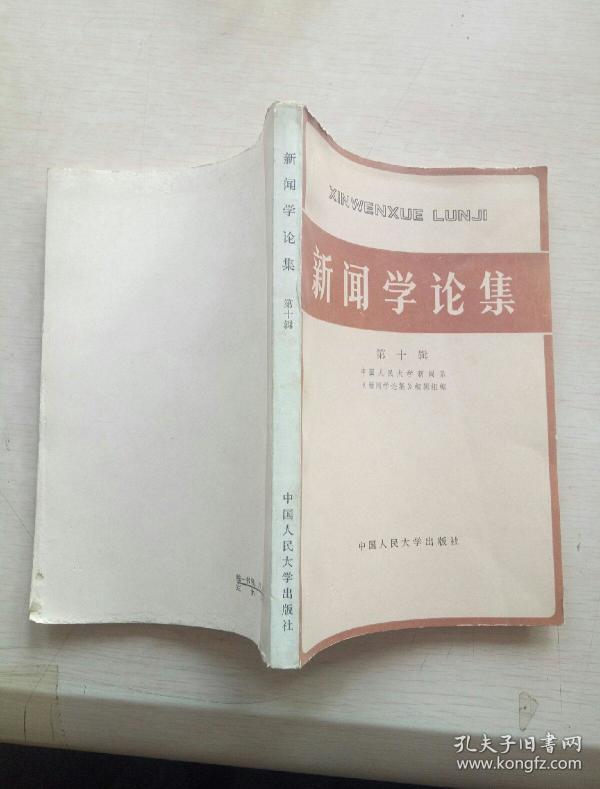 XINWENXUE LUNJI
新闻学论集
第十辑
中国人民大学新闻系
《新闻学论集》编辑组编
中国人民大学出版社
新闻学论集
第十辑
中国人民大学出版社
孔夫子旧书网
www.kongfz.com